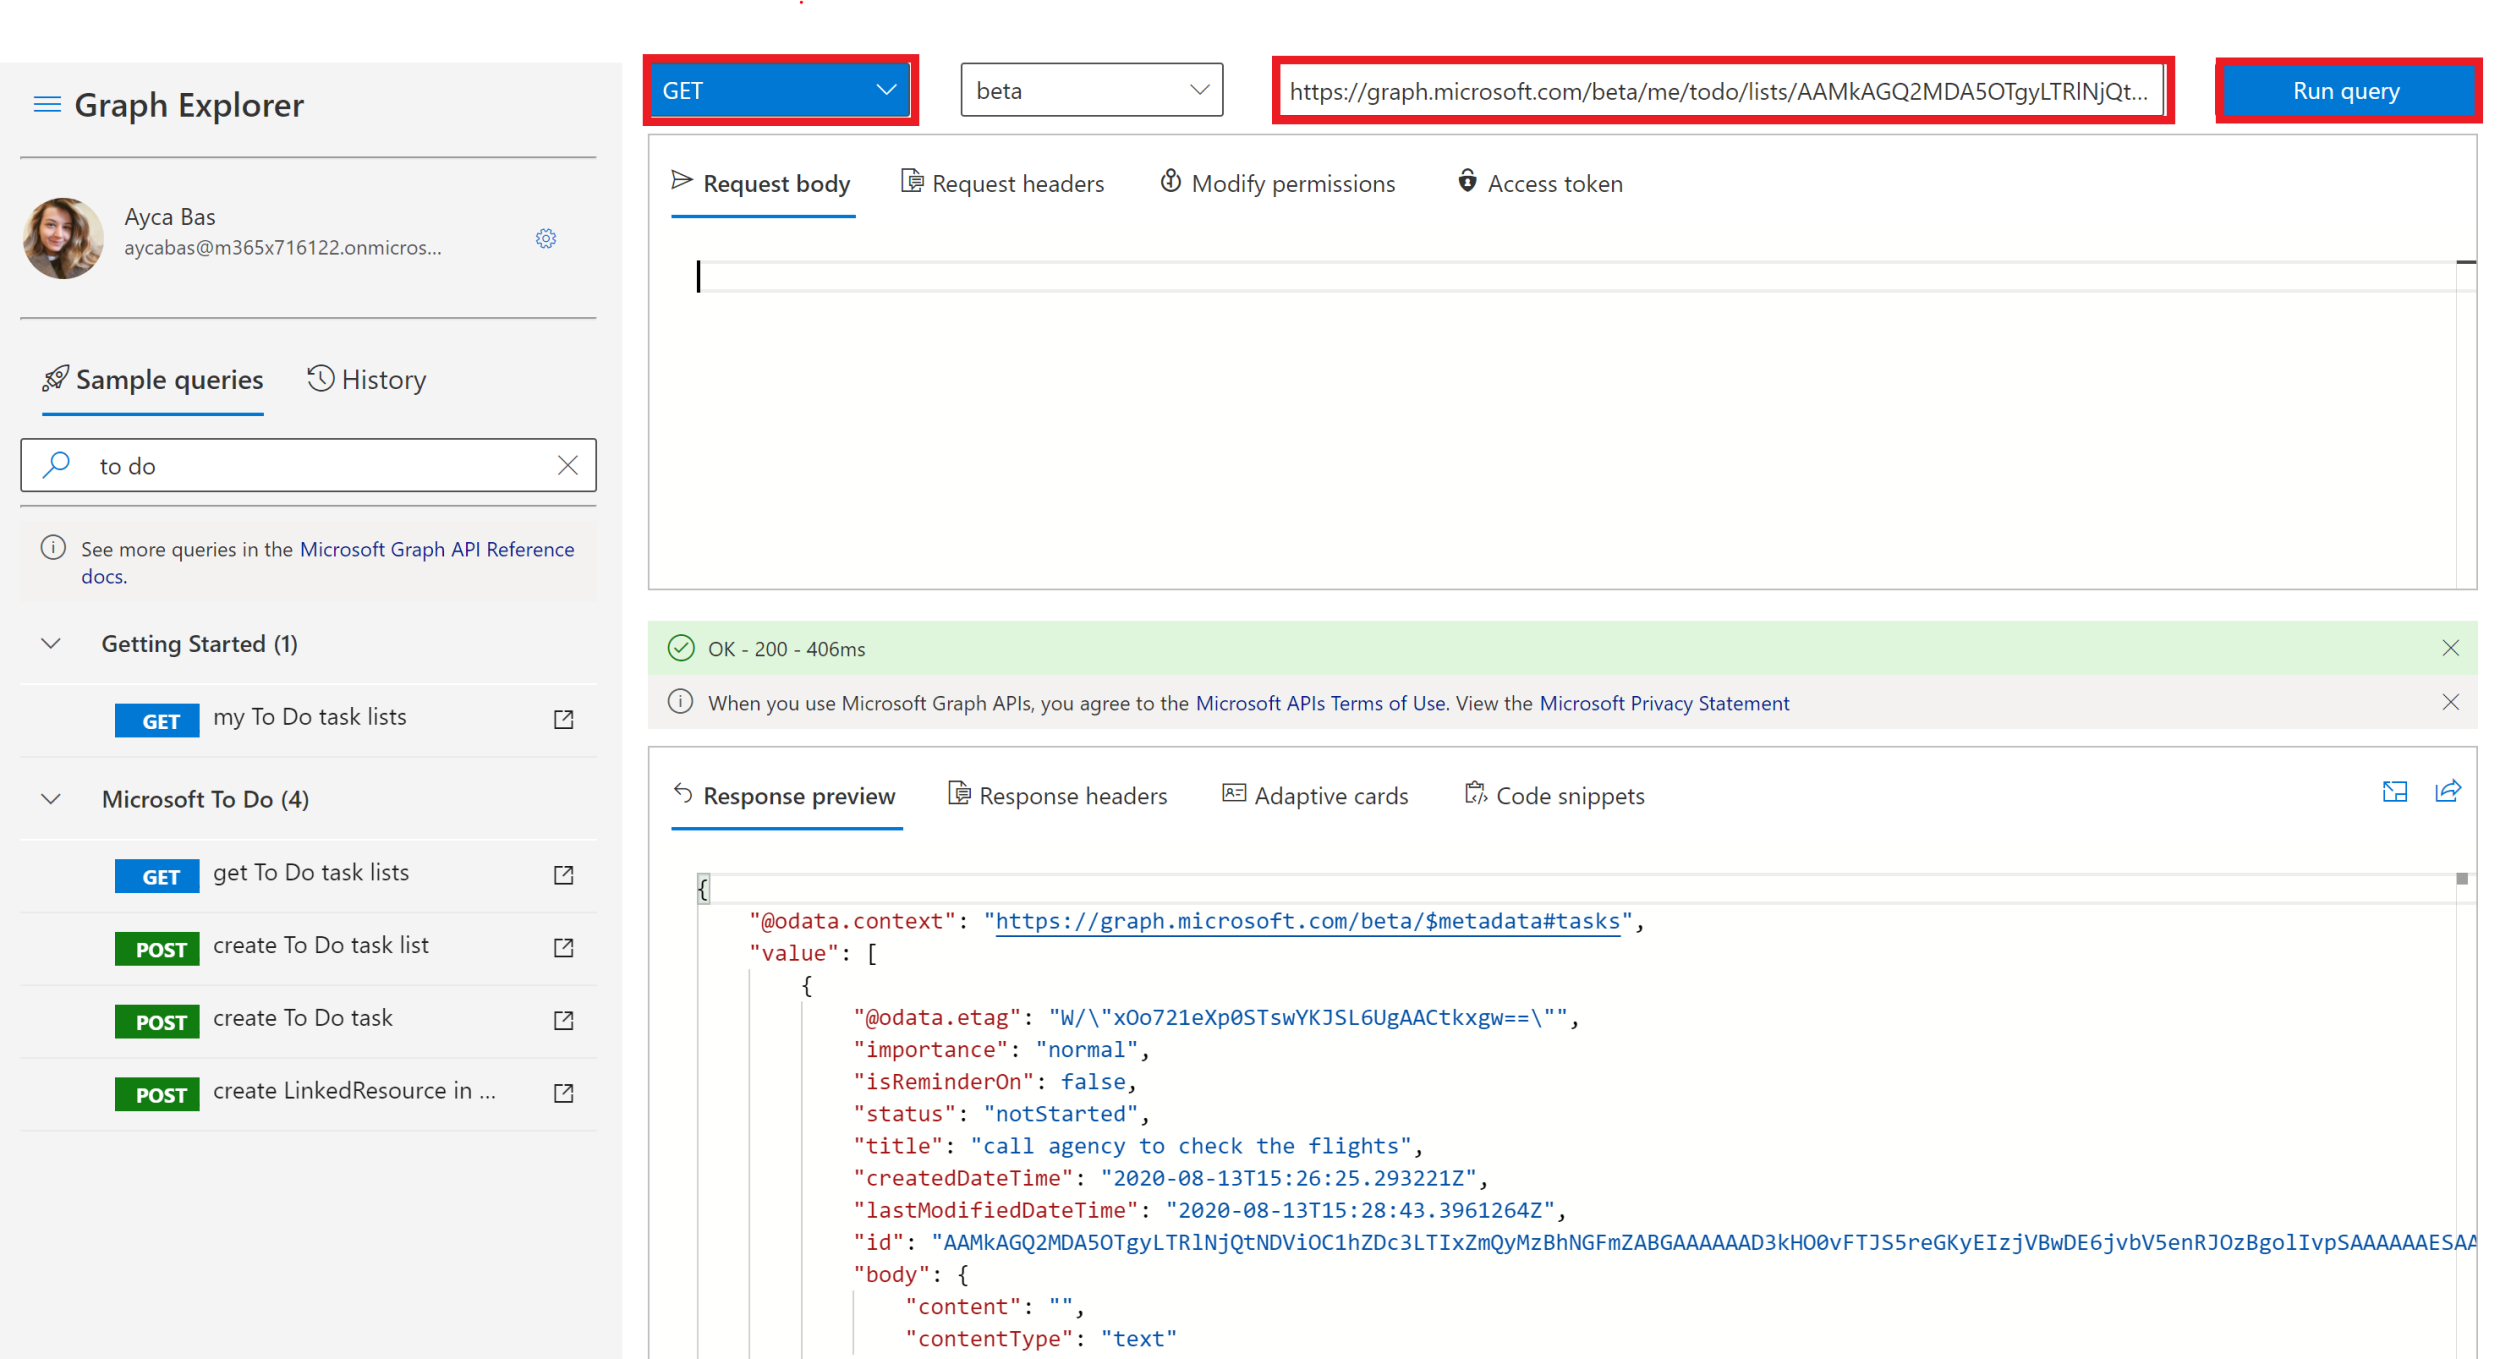 Graph Explorer
Ayca Bas
aycabas@m365x716122.onmicros...
Sample queries
History
to do
See more queries in the Microsoft Graph API Reference
docs.
Getting Started (1)
GET my To Do task lists
Microsoft To Do (4)
GET get To Do task lists
POST create To Do task list
POST create To Do task
POST create LinkedResource in ...
GET
beta
https://graph.microsoft.com/beta/me/todo/lists/AAMkAGQ2MDA5OTgyLTRlNjQt...
Run query
Request body
Request headers
Modify permissions
Access token
OK - 200 - 406ms
When you use Microsoft Graph APIs, you agree to the Microsoft APIs Terms of Use. View the Microsoft Privacy Statement
Response preview
Response headers
Adaptive cards
Code snippets
{
"@odata.context": "https://graph.microsoft.com/beta/$metadata#tasks",
"value": [
{
"@odata.etag": "W/\"xOo721eXp0STswYKJSL6UgAACtkxgw==\"",
"importance": "normal",
"isReminderOn": false,
"status": "notStarted",
"title": "call agency to check the flights",
"createdDateTime": "2020-08-13T15:26:25.293221Z",
"lastModifiedDateTime": "2020-08-13T15:28:43.3961264Z",
"id": "AAMkAGQ2MDA5OTgyLTRlNjQtNDViOC1hZDc3LTIxZmQyMzBhNGFmZABGAAAAAAD3kHO0vFTJS5reGKyEIzjVBwDE6jvbV5enRJOzBgolIvpSAAAAAAESAA
"body": {
"content": "",
"contentType": "text"